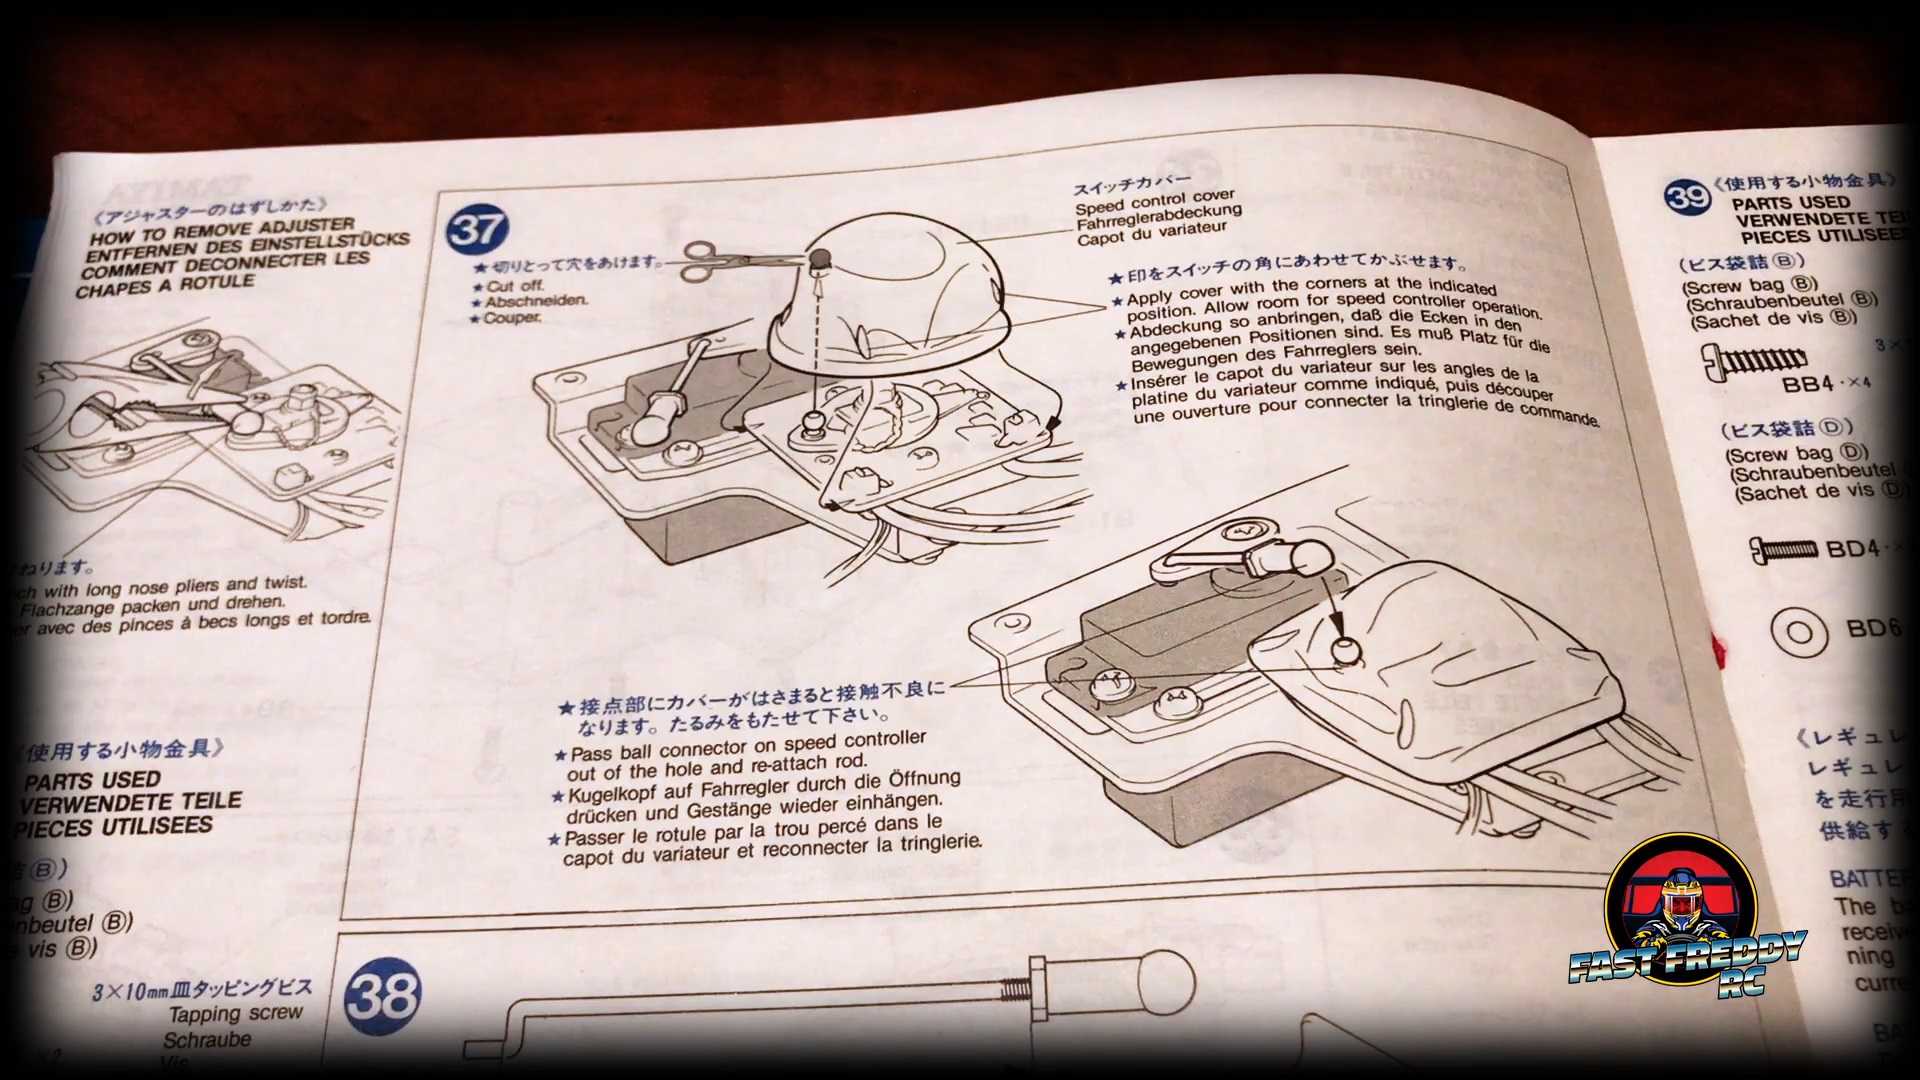 《アジャスターのはずしかた》
HOW TO REMOVE ADJUSTER
ENTFERNEN DES EINSTELLSTÜCKS
COMMENT DECONNECTER LES
CHAPES A ROTULE
ねります。
with long nose pliers and twist.
Flachzange packen und drehen.
avec des pinces à becs longs et tordre.
《使用する小物金具》
PARTS USED
VERWENDETE TEILE
PIECES UTILISEES
Ⓑ)
Ⓑ)
Ⓑ)
vis Ⓑ)
3×10mm皿タッピングビス
Tapping screw
Schraube
Vis
37
★切りとって穴をあけます。
★Cut off.
★Abschneiden.
★Couper.
スイッチカバー
Speed control cover
Fahrreglerabdeckung
Capot du variateur
★印をスイッチの角にあわせてかぶせます。
★Apply cover with the corners at the indicated
position. Allow room for speed controller operation.
★Abdeckung so anbringen, daß die Ecken in den
angegebenen Positionen sind. Es muß Platz für die
Bewegungen des Fahrreglers sein.
★Insérer le capot du variateur sur les angles de la
platine du variateur comme indiqué, puis découper
une ouverture pour connecter la tringlerie de commande.
★接点部にカバーがはさまると接触不良に
なります。たるみをもたせて下さい。
★Pass ball connector on speed controller
out of the hole and re-attach rod.
★Kugelkopf auf Fahrregler durch die Öffnung
drücken und Gestänge wieder einhängen.
★Passer le rotule par la trou percé dans le
capot du variateur et reconnecter la tringlerie.
38
39
《使用する小物金具》
PARTS USED
VERWENDETE
PIECES UTILISEES
(ビス袋詰Ⓑ)
(Screw bag Ⓑ)
(Schraubenbeutel Ⓑ)
(Sachet de vis Ⓑ)
BB4・×4
(ビス袋詰Ⓓ)
(Screw bag Ⓓ)
(Schraubenbeutel
(Sachet de vis Ⓓ)
BD4
BD6
《レギュレ
レギュレ
を走行用
供給する
The
FAST FREDDY
RC